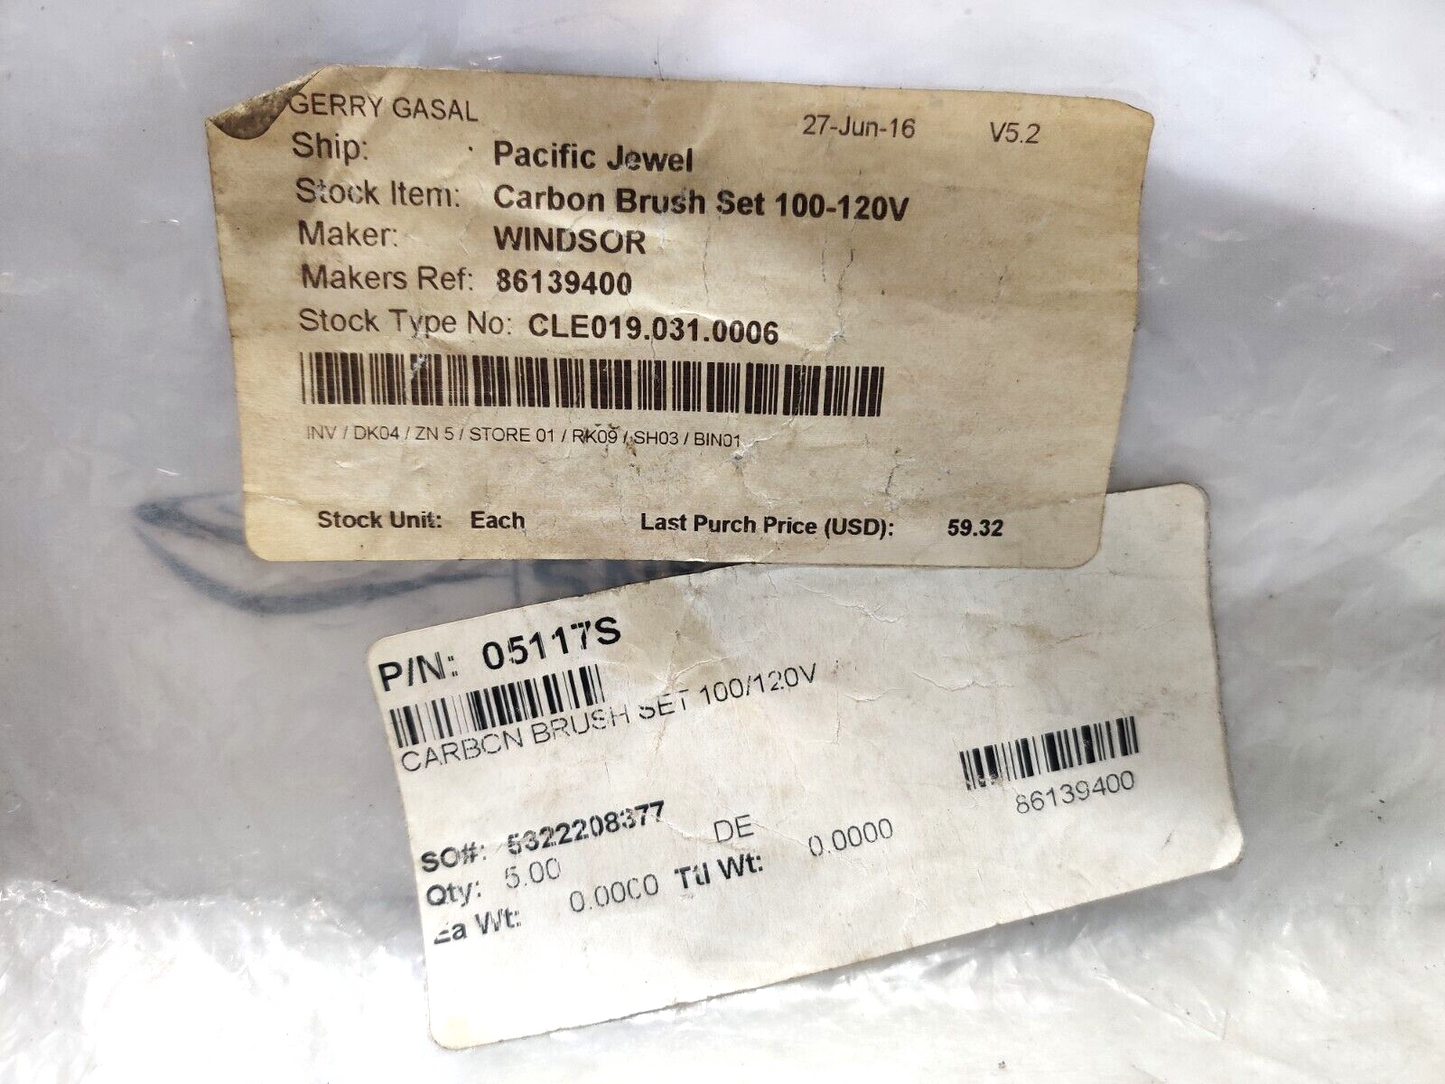 GERRY GASAL 27-Jun-16 V5.2
Ship: Pacific Jewel
Stock Item: Carbon Brush Set 100-120V
Maker: WINDSOR
Makers Ref: 86139400
Stock Type No: CLE019.031.0006
INV / DK04 / ZN 5 / STORE 01 / RK09 / SH03 / BIN01
Stock Unit: Each Last Purch Price (USD): 59.32
P/N: 05117S
CARBON BRUSH SET 100/120V
86139400
SO#: 5322208377 DE
Qty: 5.00
Ea Wt: 0.0000 Ttl Wt: 0.0000